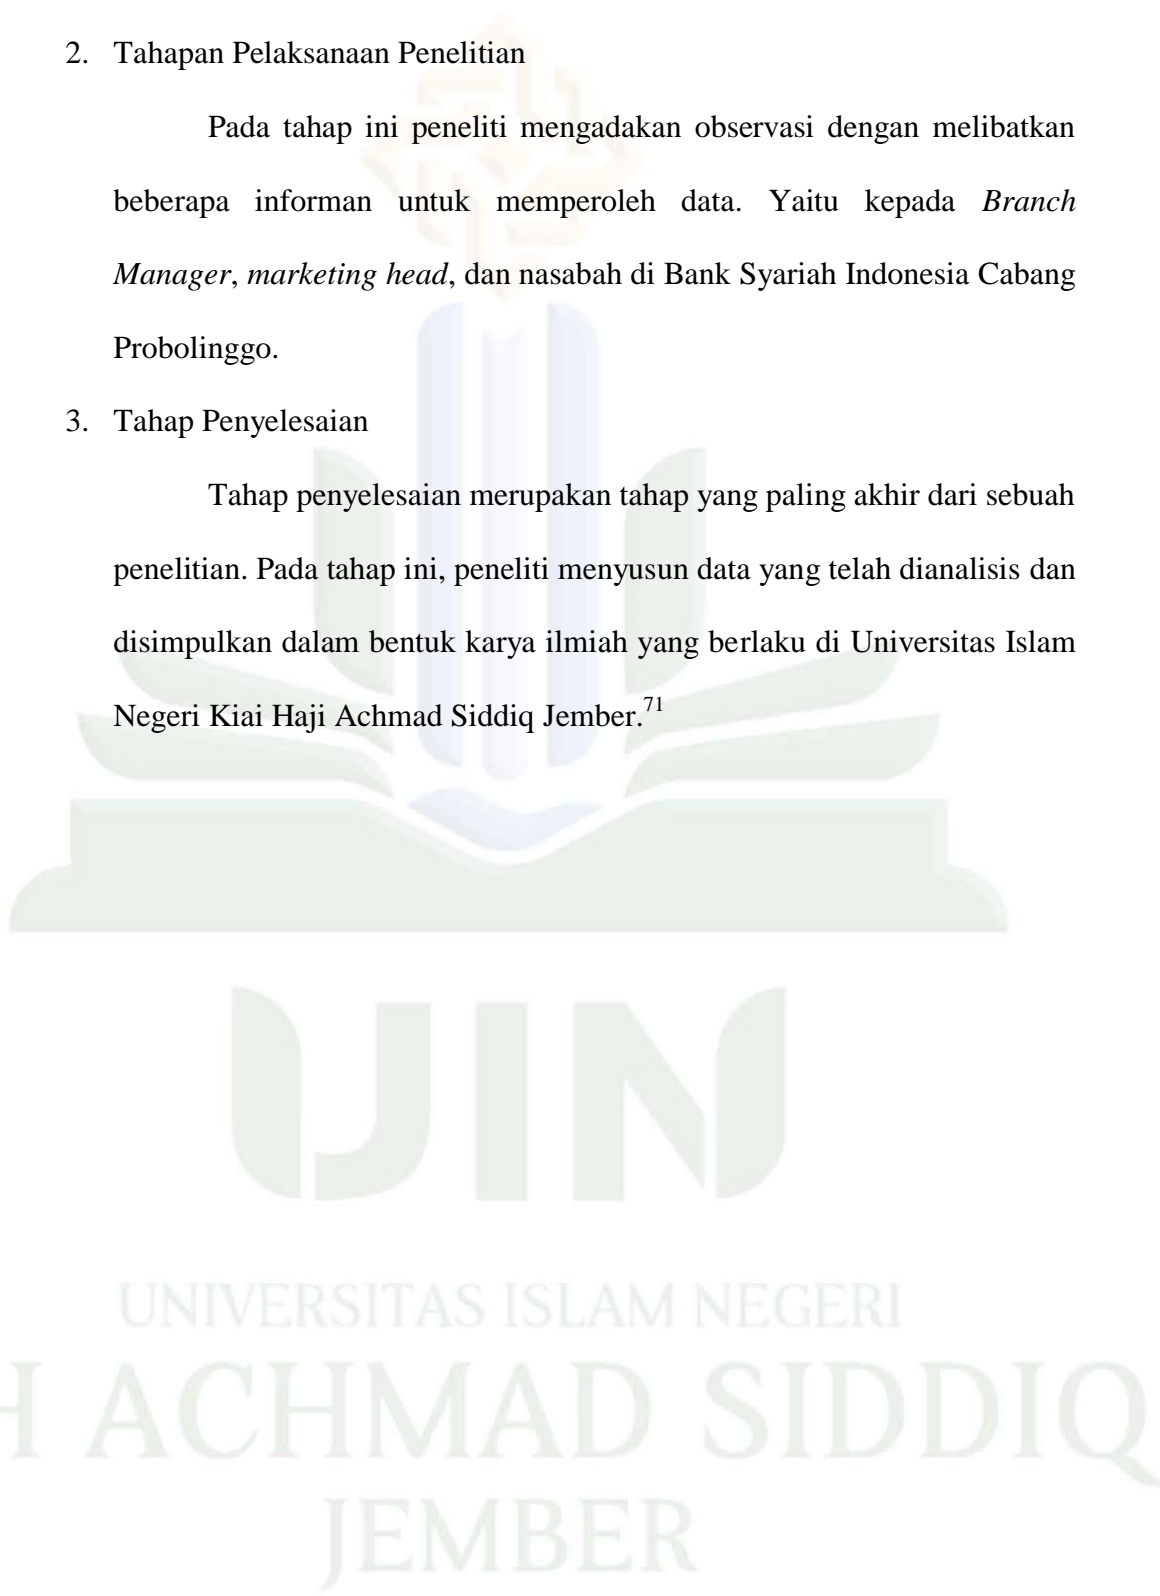 2. Tahapan Pelaksanaan Penelitian
Pada tahap ini peneliti mengadakan observasi dengan melibatkan
beberapa informan untuk memperoleh data. Yaitu kepada Branch
Manager, marketing head, dan nasabah di Bank Syariah Indonesia Cabang
Probolinggo.
3. Tahap Penyelesaian
Tahap penyelesaian merupakan tahap yang paling akhir dari sebuah
penelitian. Pada tahap ini, peneliti menyusun data yang telah dianalisis dan
disimpulkan dalam bentuk karya ilmiah yang berlaku di Universitas Islam
Negeri Kiai Haji Achmad Siddiq Jember.71
UIN
UNIVERSITAS ISLAM NEGERI
H ACHMAD SIDDIQ
JEMBER